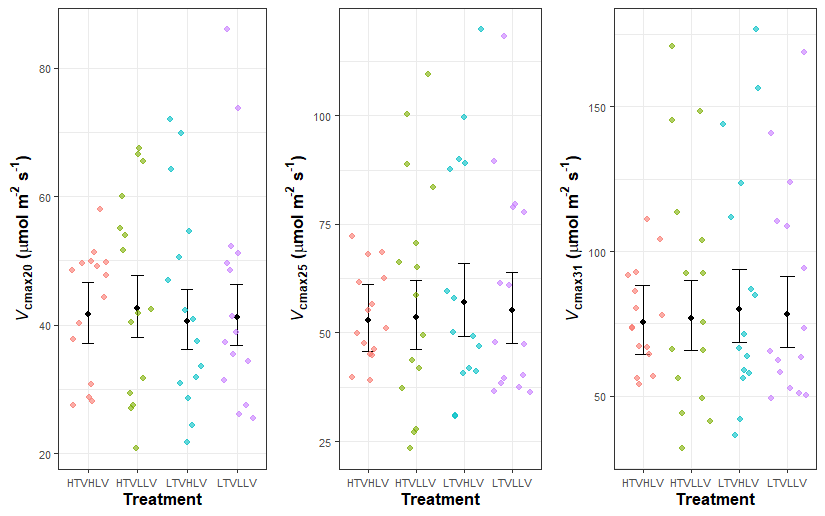 Vcmax20 (μmol m-2 s-1)
80
60
40
20
HTVHLV HTVLLV LTVHLV LTVLLV
Treatment
Vcmax25 (μmol m-2 s-1)
100
75
50
25
HTVHLV HTVLLV LTVHLV LTVLLV
Treatment
Vcmax31 (μmol m-2 s-1)
150
100
50
HTVHLV HTVLLV LTVHLV LTVLLV
Treatment